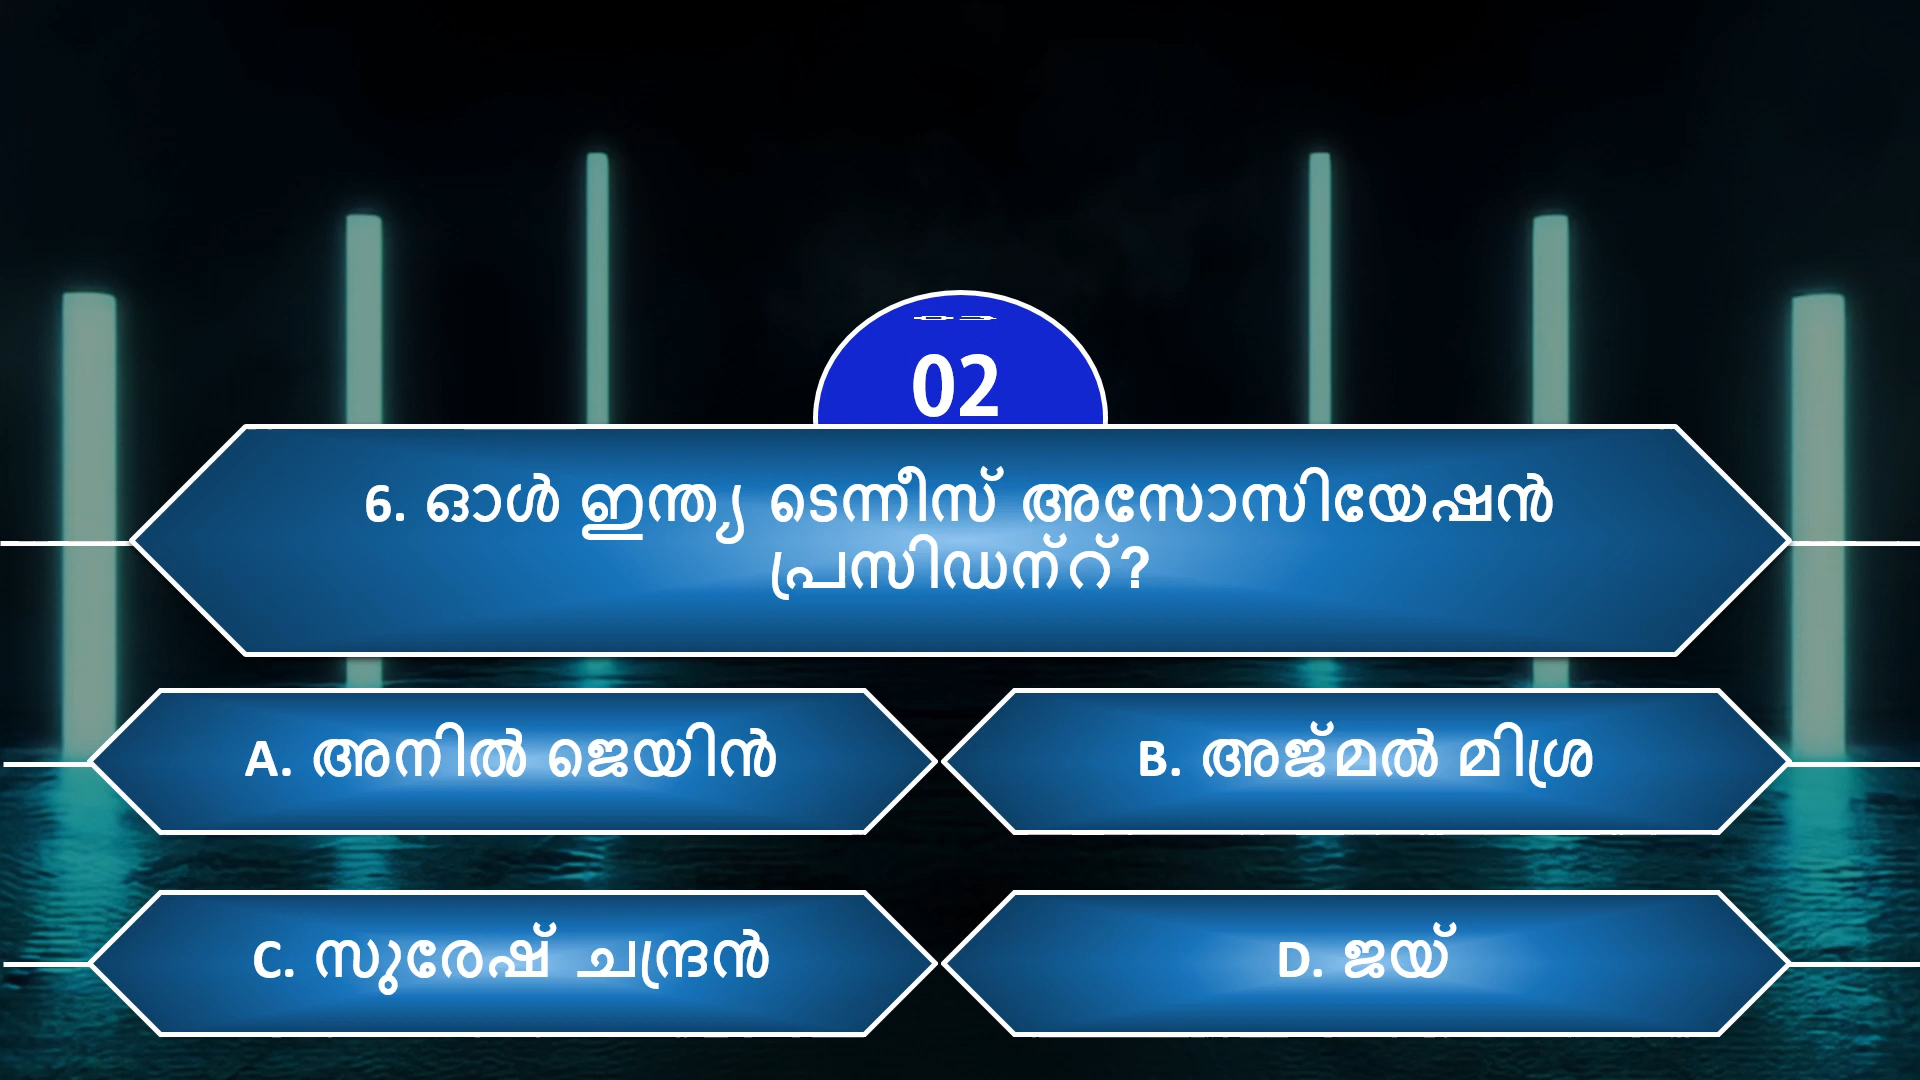 02
6. ഓൾ ഇന്ത്യ ടെന്നീസ് അസോസിയേഷൻ
പ്രസിഡന്റ്?
A. അനിൽ ജെയിൻ
B. അജ്മൽ മിശ്ര
C. സുരേഷ് ചന്ദ്രൻ
D. ജയ്